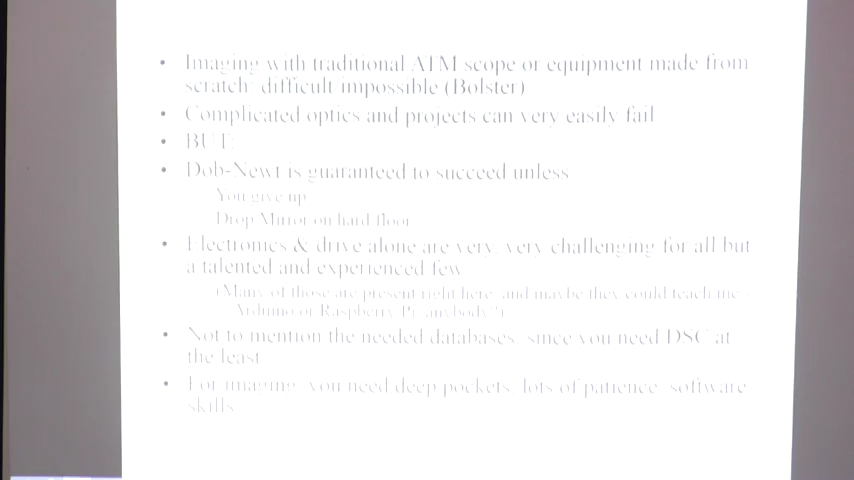 • Imaging with traditional ATM scope or equipment made from
scratch: difficult impossible (Bolster)
• Complicated optics and projects can very easily fail
• BUT:
• Dob-Newt is guaranteed to succeed unless
You give up
Drop Mirror on hard floor
• Electronics & drive alone are very, very challenging for all but
a talented and experienced few
(Many of those are present right here, and maybe they could teach me -
Arduino or Raspberry Pi, anybody?)
• Not to mention the needed databases, since you need DSC at
the least
• For imaging, you need deep pockets, lots of patience, software
skills